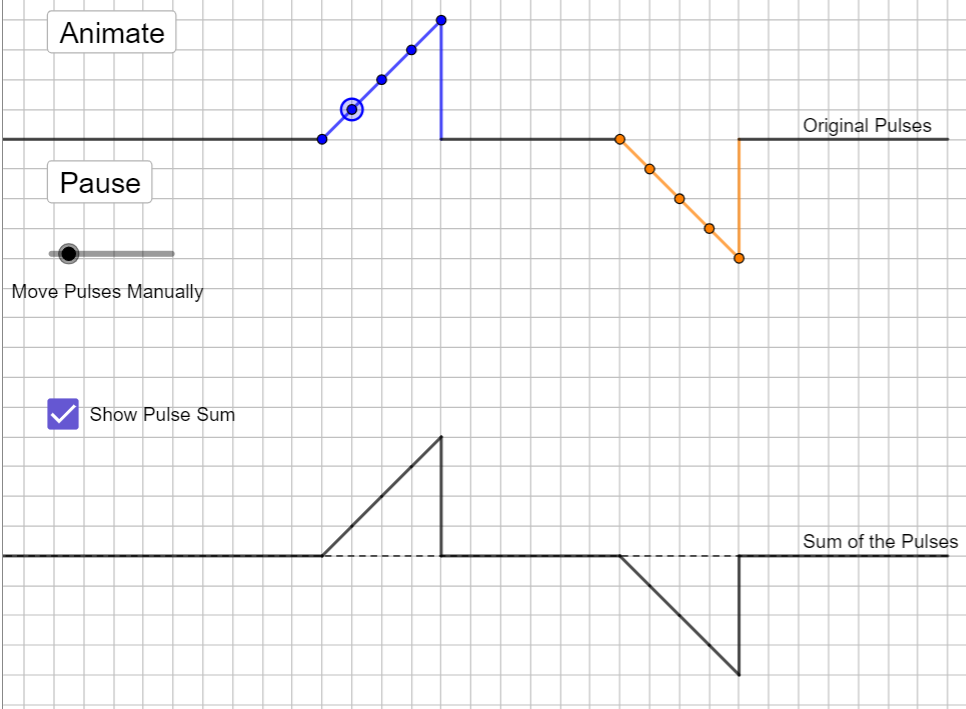 Animate
Original Pulses
Pause
Move Pulses Manually
Show Pulse Sum
Sum of the Pulses